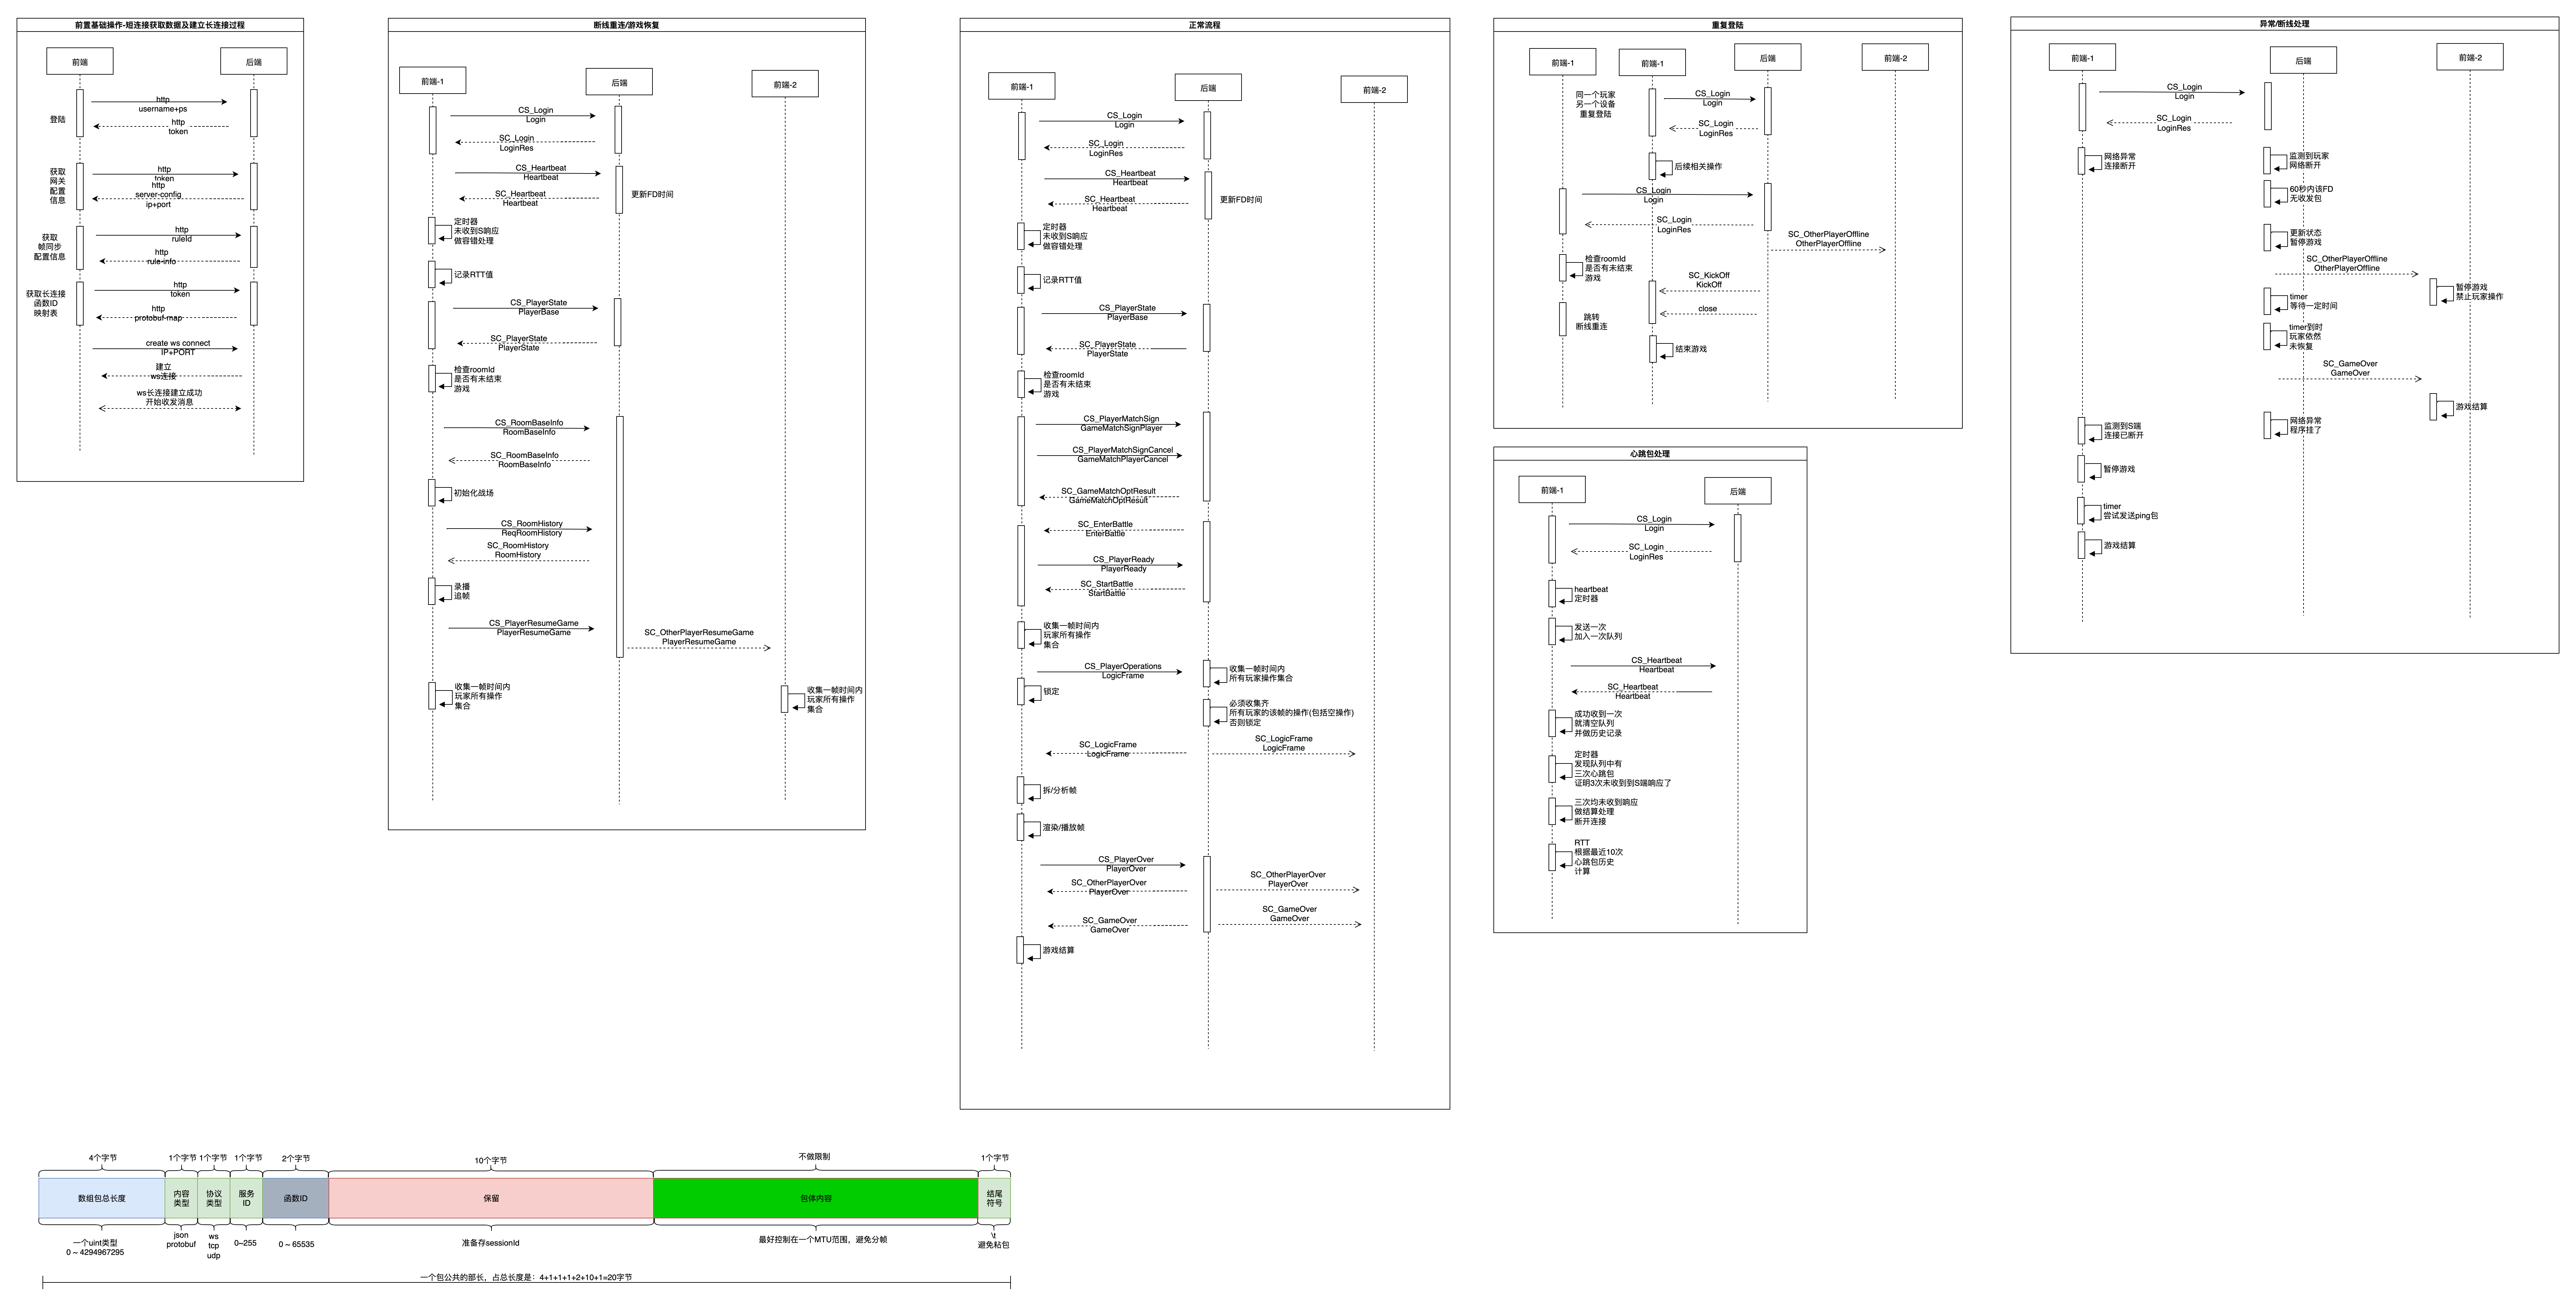 前置基础操作-短连接获取数据及建立长连接过程
前端
后端
登陆
http
username+ps
http
token
获取
网关
配置
信息
http
token
http
server-config
ip+port
获取
帧同步
配置信息
http
ruleId
http
rule-info
获取长连接
函数ID
映射表
http
token
http
protobuf-map
create ws connect
IP+PORT
建立
ws连接
ws长连接建立成功
开始收发消息
断线重连/游戏恢复
前端-1
后端
前端-2
CS_Login
Login
SC_Login
LoginRes
CS_Heartbeat
Heartbeat
SC_Heartbeat
Heartbeat
更新FD时间
定时器
未收到S响应
做容错处理
记录RTT值
CS_PlayerState
PlayerBase
SC_PlayerState
PlayerState
检查roomId
是否有未结束
游戏
CS_RoomBaseInfo
RoomBaseInfo
SC_RoomBaseInfo
RoomBaseInfo
初始化战场
CS_RoomHistory
ReqRoomHistory
SC_RoomHistory
RoomHistory
录播
追帧
CS_PlayerResumeGame
PlayerResumeGame
SC_OtherPlayerResumeGame
PlayerResumeGame
收集一帧时间内
玩家所有操作
集合
收集一帧时间内
玩家所有操作
集合
正常流程
前端-1
后端
前端-2
CS_Login
Login
SC_Login
LoginRes
CS_Heartbeat
Heartbeat
SC_Heartbeat
Heartbeat
更新FD时间
定时器
未收到S响应
做容错处理
记录RTT值
CS_PlayerState
PlayerBase
SC_PlayerState
PlayerState
检查roomId
是否有未结束
游戏
CS_PlayerMatchSign
GameMatchSignPlayer
CS_PlayerMatchSignCancel
GameMatchPlayerCancel
SC_GameMatchOptResult
GameMatchOptResult
SC_EnterBattle
EnterBattle
CS_PlayerReady
PlayerReady
SC_StartBattle
StartBattle
收集一帧时间内
玩家所有操作
集合
CS_PlayerOperations
LogicFrame
收集一帧时间内
所有玩家操作集合
锁定
必须收集齐
所有玩家的该帧的操作(包括空操作)
否则锁定
SC_LogicFrame
LogicFrame
SC_LogicFrame
LogicFrame
拆/分析帧
渲染/播放帧
CS_PlayerOver
PlayerOver
SC_OtherPlayerOver
PlayerOver
SC_OtherPlayerOver
PlayerOver
SC_GameOver
GameOver
SC_GameOver
GameOver
游戏结算
重复登陆
前端-1
前端-1
后端
前端-2
同一个玩家
另一个设备
重复登陆
CS_Login
Login
SC_Login
LoginRes
后续相关操作
CS_Login
Login
SC_Login
LoginRes
SC_OtherPlayerOffline
OtherPlayerOffline
检查roomId
是否有未结束
游戏
SC_KickOff
KickOff
close
跳转
断线重连
结束游戏
心跳包处理
前端-1
后端
CS_Login
Login
SC_Login
LoginRes
heartbeat
定时器
发送一次
加入一次队列
CS_Heartbeat
Heartbeat
SC_Heartbeat
Heartbeat
成功收到一次
就清空队列
并做历史记录
定时器
发现队列中有
三次心跳包
证明3次未收到到S端响应了
三次均未收到响应
做结算处理
断开连接
RTT
根据最近10次
心跳包历史
计算
异常/断线处理
前端-1
后端
前端-2
CS_Login
Login
SC_Login
LoginRes
网络异常
连接断开
监测到玩家
网络断开
60秒内该FD
无收发包
更新状态
暂停游戏
SC_OtherPlayerOffline
OtherPlayerOffline
暂停游戏
禁止玩家操作
timer
等待一定时间
timer到时
玩家依然
未恢复
SC_GameOver
GameOver
游戏结算
网络异常
程序挂了
监测到S端
连接已断开
暂停游戏
timer
尝试发送ping包
游戏结算
4个字节
1个字节
1个字节
1个字节
2个字节
10个字节
不做限制
1个字节
数组包总长度
内容
类型
协议
类型
服务
ID
函数ID
保留
包体内容
结尾
符号
一个uint类型
0 ~ 4294967295
json
protobuf
ws
tcp
udp
0~255
0 ~ 65535
准备存sessionId
最好控制在一个MTU范围，避免分帧
\t
避免粘包
一个包公共的部长，占总长度是：4+1+1+1+2+10+1=20字节